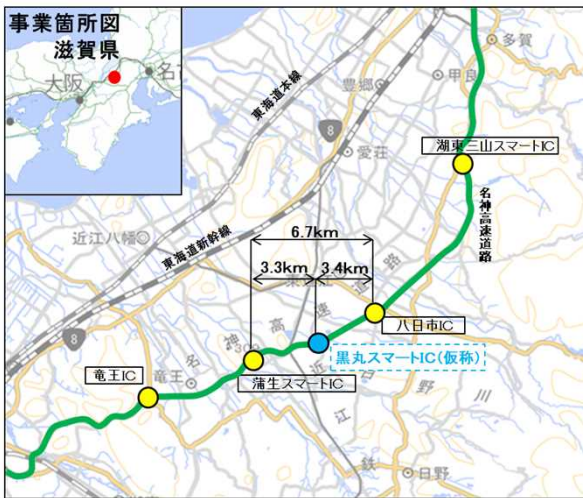 事業箇所図
滋賀県
大阪
名古
多賀
甲良
豊郷
東海道本線
8
愛荘
湖東三山スマートIC
名神高速道路
近江八幡
東海道新幹線
6.7km
3.3km
3.4km
8
八日市IC
黒丸スマートIC(仮称)
竜王IC
竜王
蒲生スマートIC
名神高速道路
野川
近江鉄
日野